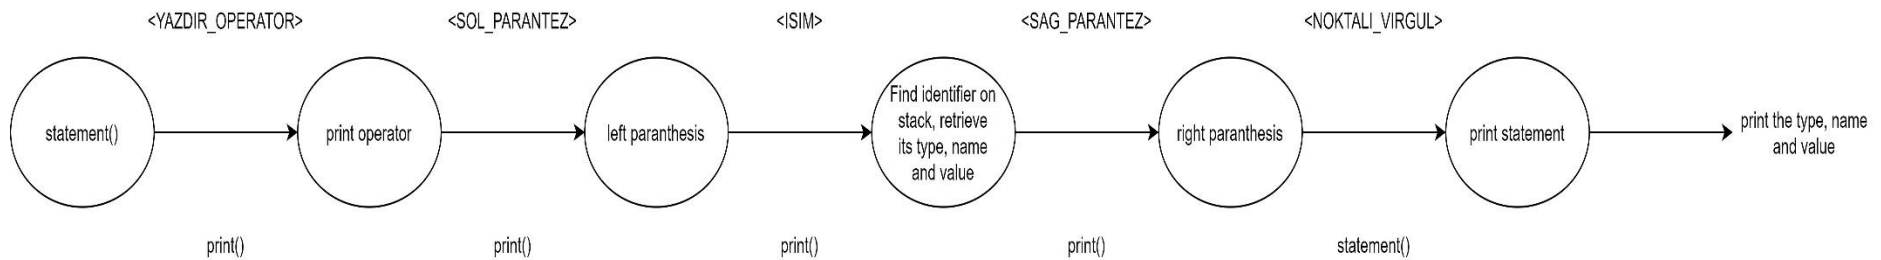 <YAZDIR_OPERATOR>
<SOL_PARANTEZ>
<ISIM>
<SAG_PARANTEZ>
<NOKTALI_VIRGUL>
statement()
print operator
left paranthesis
Find identifier on
stack, retrieve
its type, name
and value
right paranthesis
print statement
print the type, name
and value
print()
print()
print()
print()
statement()